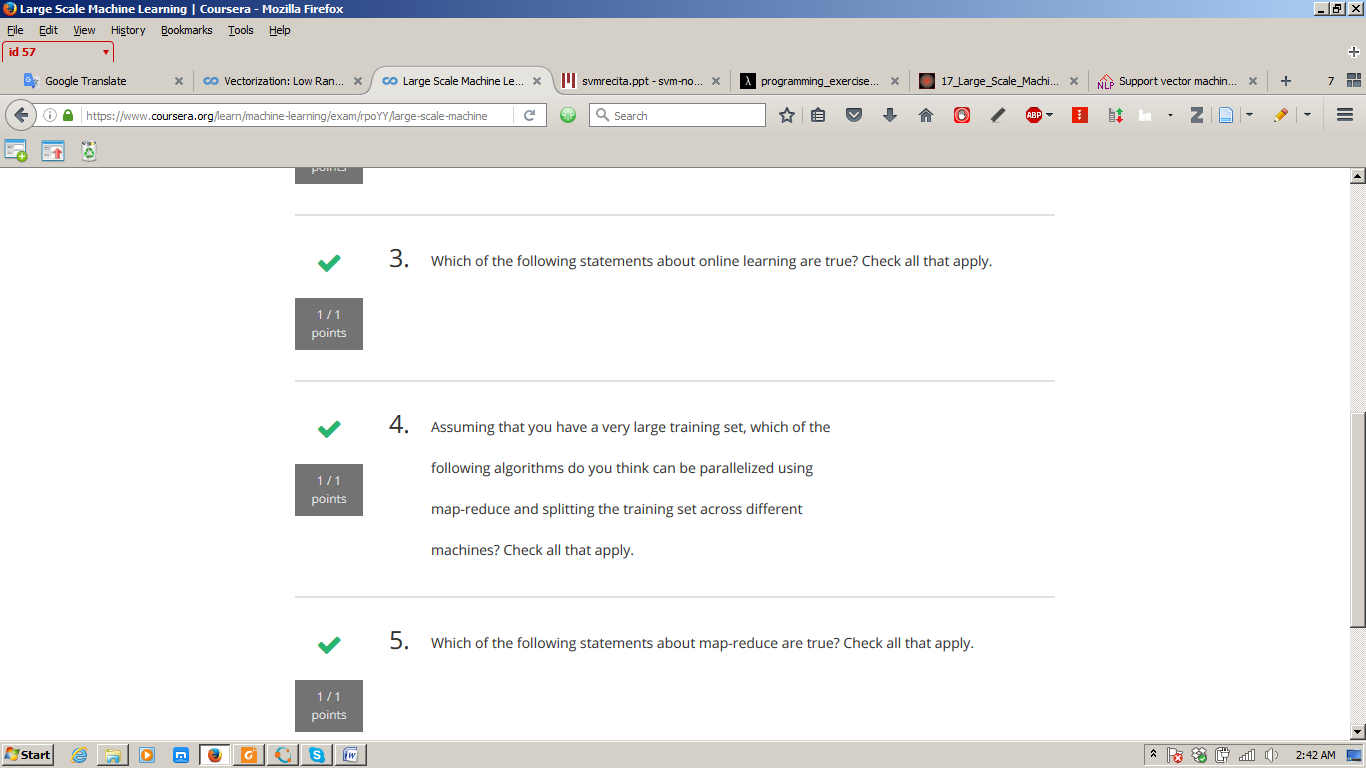 Large Scale Machine Learning | Coursera - Mozilla Firefox
File Edit View History Bookmarks Tools Help
id 57
Google Translate
Vectorization: Low Ran...
Large Scale Machine Le...
svmrecita.ppt - svm-no...
programming_exercise...
17_Large_Scale_Machi...
NLP
Support vector machin...
7
https://www.coursera.org/learn/machine-learning/exam/rpoYY/large-scale-machine
Search
ABP
points
3. Which of the following statements about online learning are true? Check all that apply.
1 / 1
points
4. Assuming that you have a very large training set, which of the
following algorithms do you think can be parallelized using
1 / 1
points
map-reduce and splitting the training set across different
machines? Check all that apply.
5. Which of the following statements about map-reduce are true? Check all that apply.
1 / 1
points
Start
2:42 AM